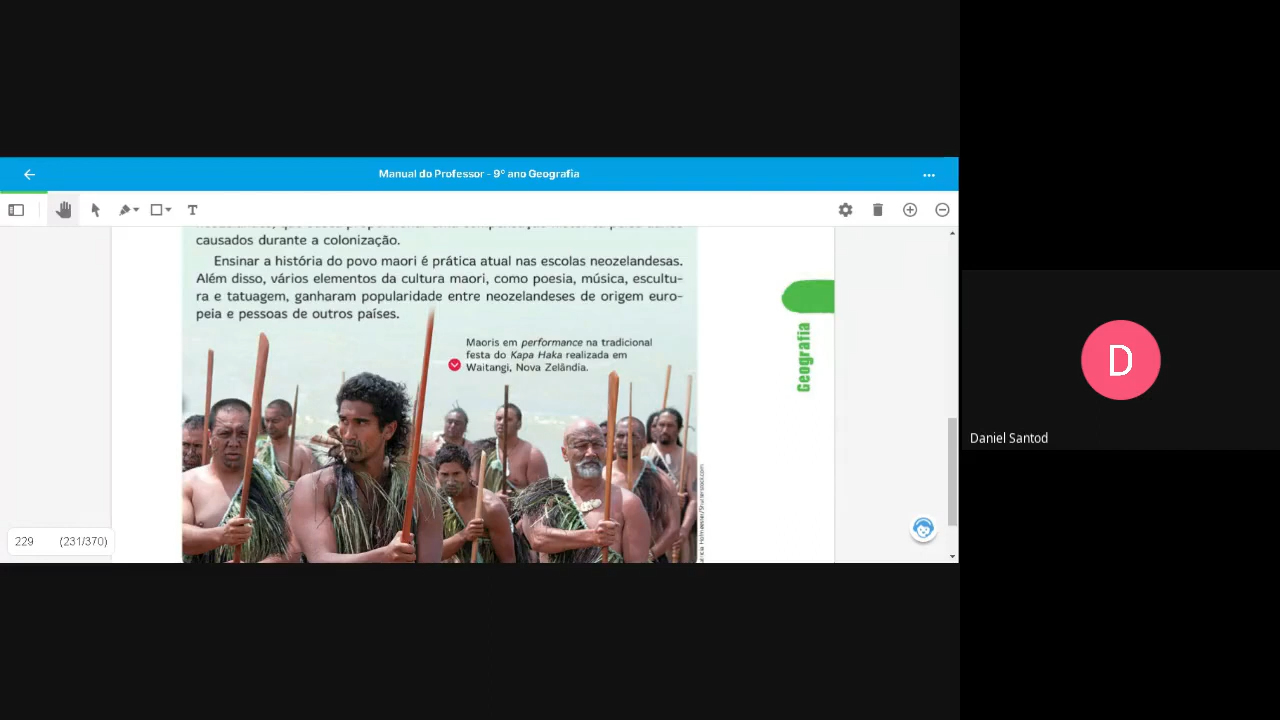 Manual do Professor - 9º ano Geografia
T
causados durante a colonização.
Ensinar a história do povo maori é prática atual nas escolas neozelandesas.
Além disso, vários elementos da cultura maori, como poesia, música, escultu-
ra e tatuagem, ganharam popularidade entre neozelandeses de origem euro-
peia e pessoas de outros países.
Maoris em performance na tradicional
festa do Kapa Haka realizada em
Waitangi, Nova Zelândia.
Geografia
229 (231/370)
D
Daniel Santod